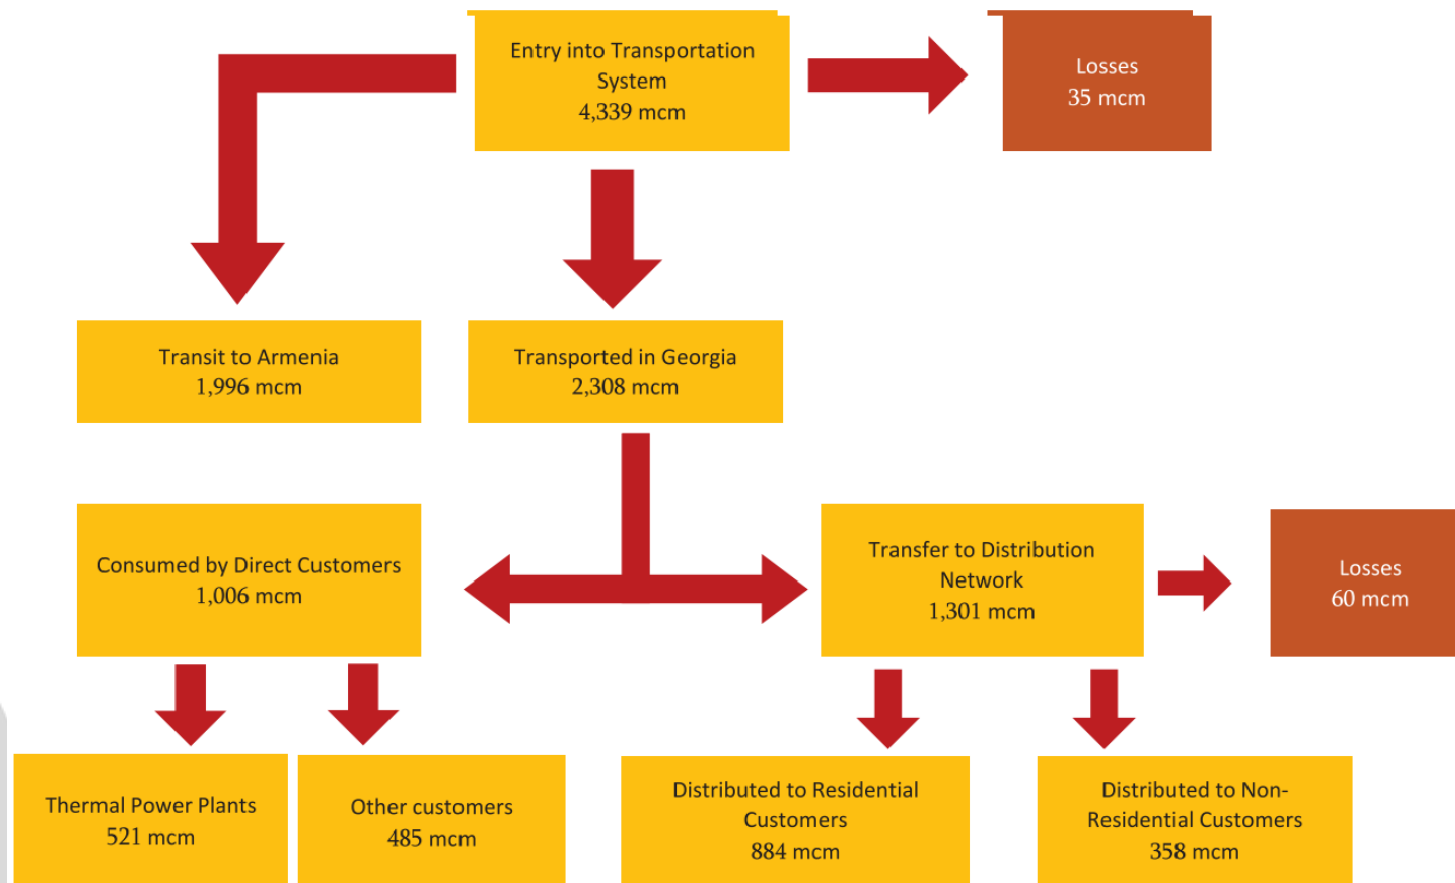 Entry into Transportation
System
4,339 mcm
Losses
35 mcm
Transit to Armenia
1,996 mcm
Transported in Georgia
2,308 mcm
Consumed by Direct Customers
1,006 mcm
Transfer to Distribution
Network
1,301 mcm
Losses
60 mcm
Thermal Power Plants
521 mcm
Other customers
485 mcm
Distributed to Residential
Customers
884 mcm
Distributed to Non-
Residential Customers
358 mcm